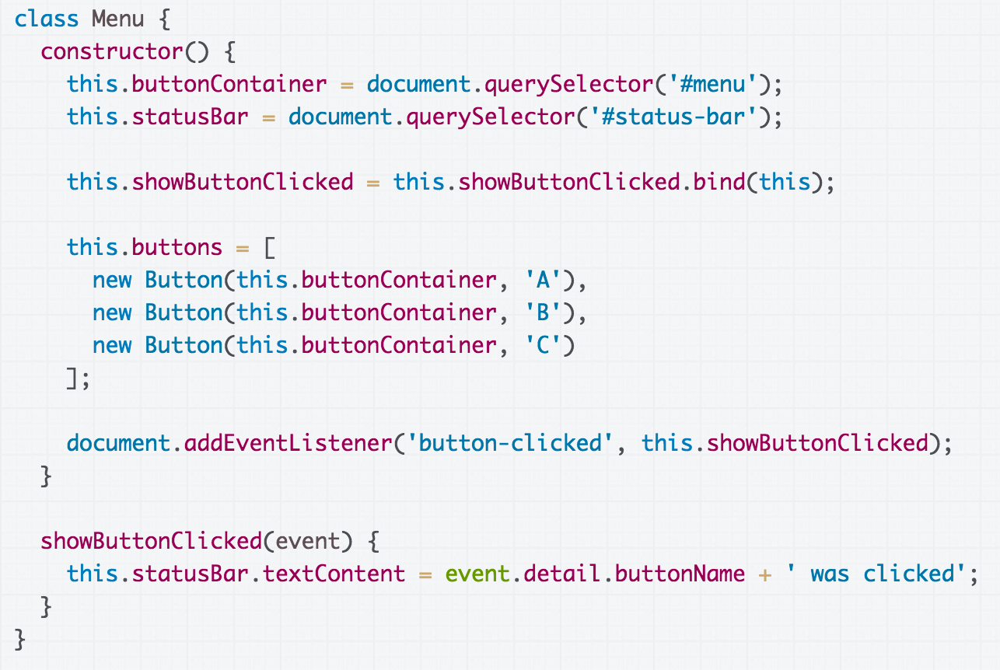 class Menu {
  constructor() {
    this.buttonContainer = document.querySelector('#menu');
    this.statusBar = document.querySelector('#status-bar');

    this.showButtonClicked = this.showButtonClicked.bind(this);

    this.buttons = [
      new Button(this.buttonContainer, 'A'),
      new Button(this.buttonContainer, 'B'),
      new Button(this.buttonContainer, 'C')
    ];

    document.addEventListener('button-clicked', this.showButtonClicked);
  }

  showButtonClicked(event) {
    this.statusBar.textContent = event.detail.buttonName + ' was clicked';
  }
}